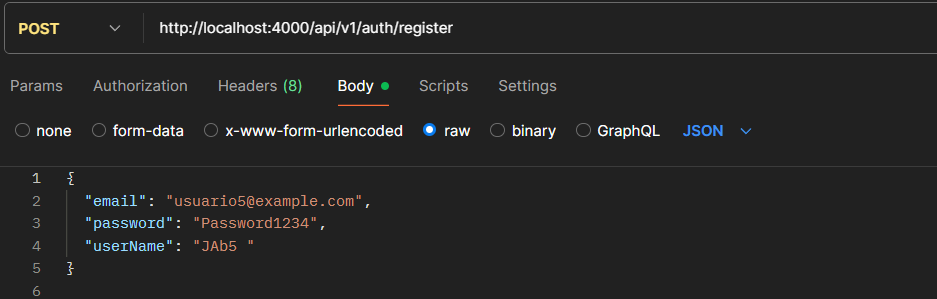 POST http://localhost:4000/api/v1/auth/register
Params Authorization Headers (8) Body Scripts Settings
none form-data x-www-form-urlencoded raw binary GraphQL JSON
1 {
2 "email": "usuario5@example.com",
3 "password": "Password1234",
4 "userName": "JAb5 "
5 }
6